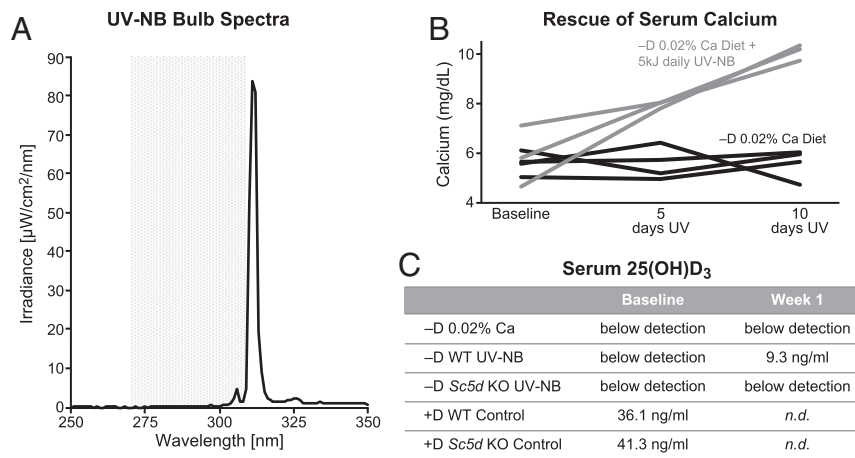 A
UV-NB Bulb Spectra
90
80
70
60
50
40
30
20
10
0
Irradiance [µW/cm2/nm]
250
275
300
325
350
Wavelength [nm]
B
Rescue of Serum Calcium
–D 0.02% Ca Diet +
5kJ daily UV-NB
–D 0.02% Ca Diet
10
8
6
4
Calcium (mg/dL)
Baseline
5
days UV
10
days UV
C
Serum 25(OH)D3
Baseline Week 1
–D 0.02% Ca below detection below detection
–D WT UV-NB below detection 9.3 ng/ml
–D Sc5d KO UV-NB below detection below detection
+D WT Control 36.1 ng/ml n.d.
+D Sc5d KO Control 41.3 ng/ml n.d.